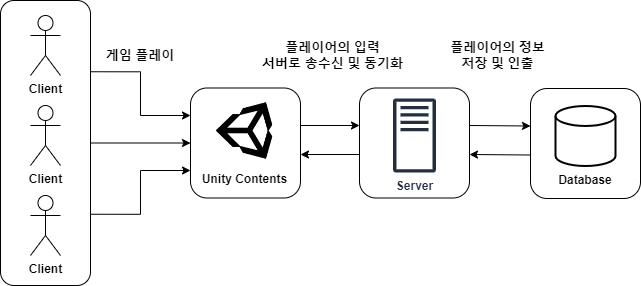 Client
Client
Client
게임 플레이
Unity Contents
플레이어의 입력
서버로 송수신 및 동기화
Server
플레이어의 정보
저장 및 인출
Database